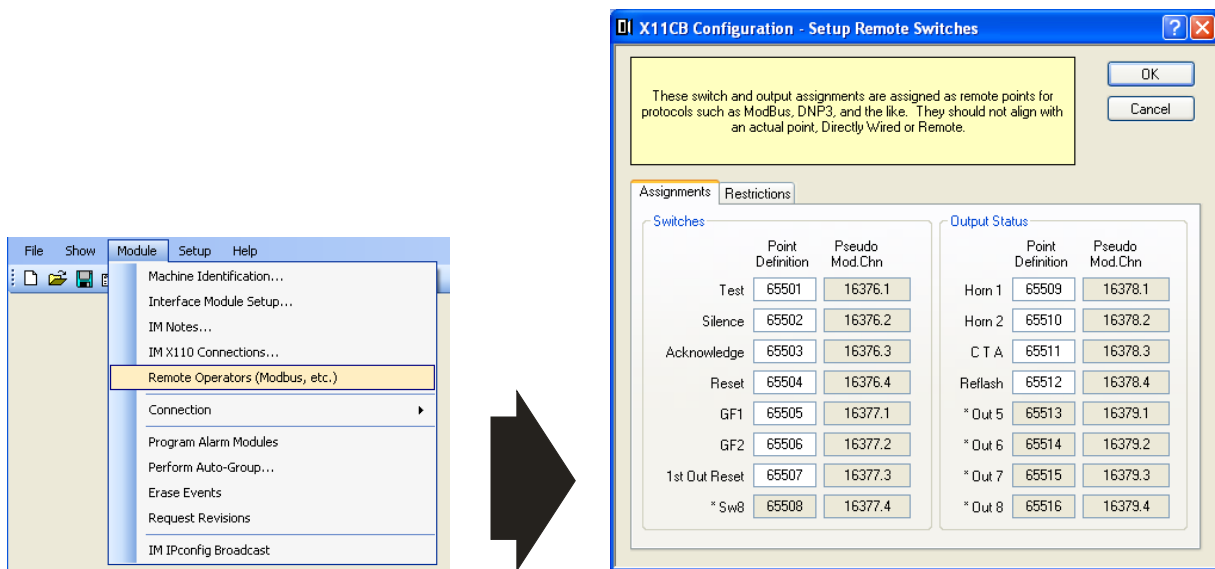 File Show Module Setup Help
Machine Identification...
Interface Module Setup...
IM Notes...
IM X110 Connections...
Remote Operators (Modbus, etc.)
Connection
Program Alarm Modules
Perform Auto-Group...
Erase Events
Request Revisions
IM IPconfig Broadcast
DI X11CB Configuration - Setup Remote Switches
These switch and output assignments are assigned as remote points for
protocols such as ModBus, DNP3, and the like. They should not align with
an actual point, Directly Wired or Remote.
OK
Cancel
Assignments Restrictions
Switches
Point Pseudo
Definition Mod.Chn
Test 65501 16376.1
Silence 65502 16376.2
Acknowledge 65503 16376.3
Reset 65504 16376.4
GF1 65505 16377.1
GF2 65506 16377.2
1st Out Reset 65507 16377.3
* Sw8 65508 16377.4
Output Status
Point Pseudo
Definition Mod.Chn
Horn 1 65509 16378.1
Horn 2 65510 16378.2
C T A 65511 16378.3
Reflash 65512 16378.4
* Out 5 65513 16379.1
* Out 6 65514 16379.2
* Out 7 65515 16379.3
* Out 8 65516 16379.4